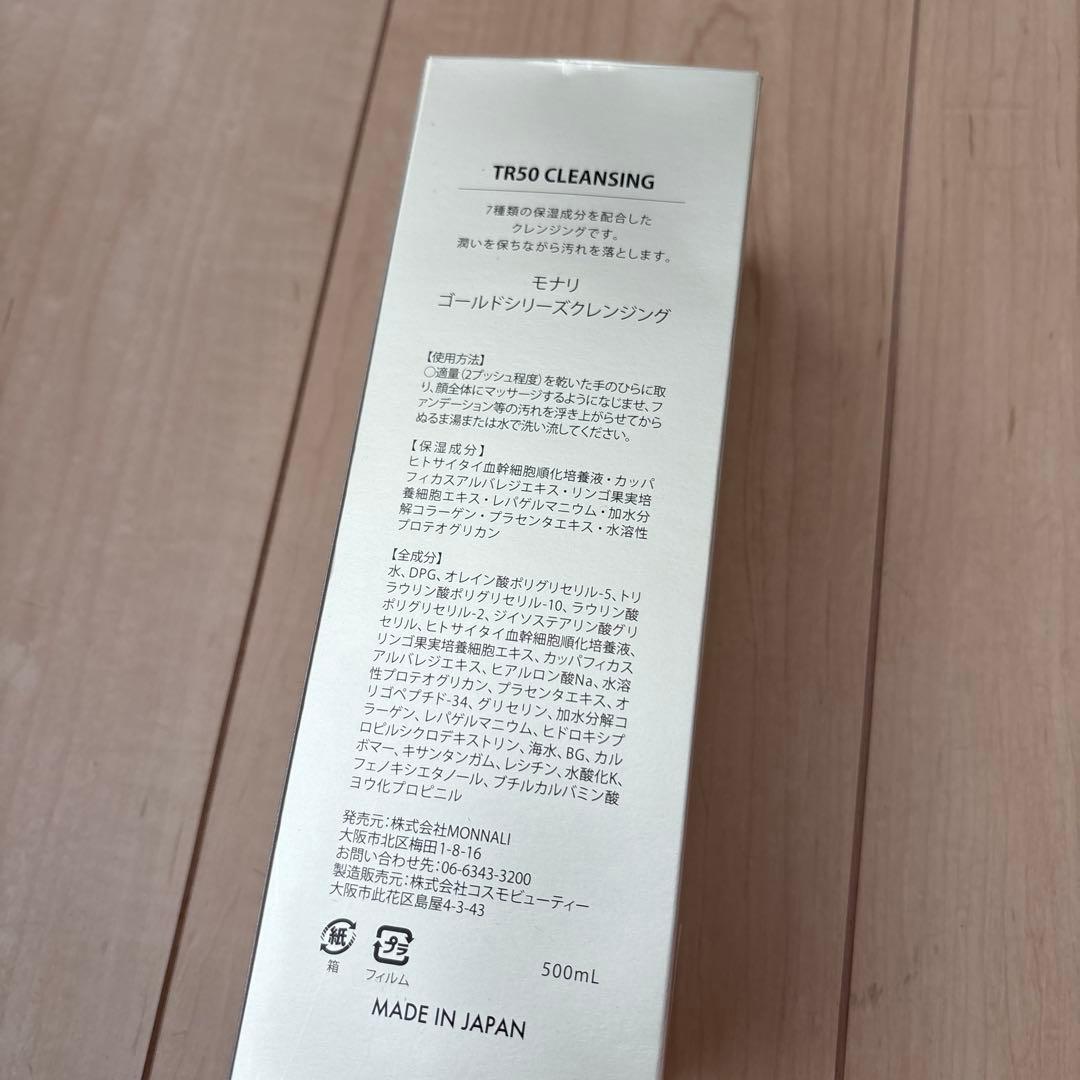 TR50 CLEANSING
7種類の保湿成分を配合した
クレンジングです。
潤いを保ちながら汚れを落とします。
モナリ
ゴールドシリーズクレンジング
【使用方法】
○適量(2プッシュ程度)を乾いた手のひらに取
り、顔全体にマッサージするようになじませ、フ
ァンデーション等の汚れを浮き上がらせてから
ぬるま湯または水で洗い流してください。
【保湿成分】
ヒトサイタイ血幹細胞順化培養液・カッパ
フィカスアルバレジエキス・リンゴ果実培
養細胞エキス・レパゲルマニウム・加水分
解コラーゲン・プラセンタエキス・水溶性
プロテオグリカン
【全成分】
水、DPG、オレイン酸ポリグリセリル-5、トリ
ラウリン酸ポリグリセリル-10、ラウリン酸
ポリグリセリル-2、ジイソステアリン酸グリ
セリル、ヒトサイタイ血幹細胞順化培養液、
リンゴ果実培養細胞エキス、カッパフィカス
アルバレジエキス、ヒアルロン酸Na、水溶
性プロテオグリカン、プラセンタエキス、オ
リゴペプチド-34、グリセリン、加水分解コ
ラーゲン、レパゲルマニウム、ヒドロキシプ
ロピルシクロデキストリン、海水、BG、カル
ボマー、キサンタンガム、レシチン、水酸化K、
フェノキシエタノール、ブチルカルバミン酸
ヨウ化プロピニル
発売元:株式会社MONNALI
大阪市北区梅田1-8-16
お問い合わせ先:06-6343-3200
製造販売元:株式会社コスモビューティー
大阪市此花区島屋4-3-43
紙
箱
プラ
フィルム
500mL
MADE IN JAPAN